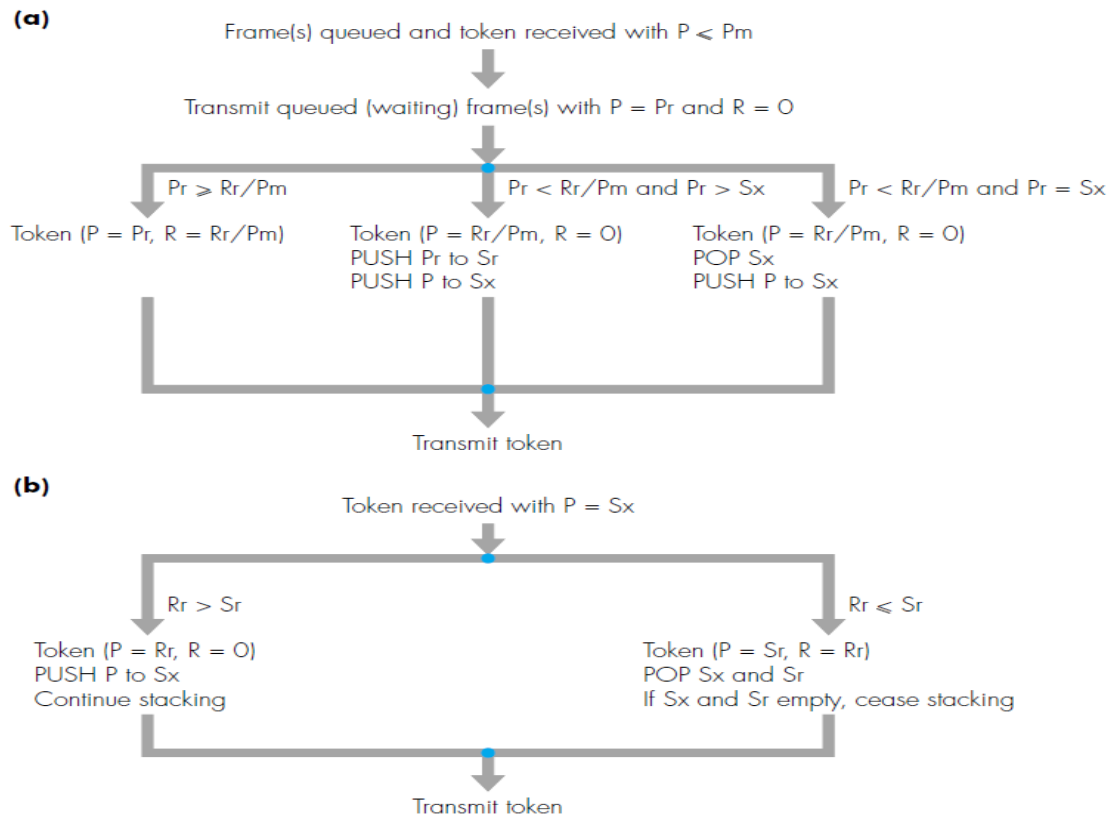 (a)
Frame(s) queued and token received with P ⩽ Pm
Transmit queued (waiting) frame(s) with P = Pr and R = 0
Pr ⩾ Rr/Pm
Pr < Rr/Pm and Pr > Sx
Pr < Rr/Pm and Pr = Sx
Token (P = Pr, R = Rr/Pm)
Token (P = Rr/Pm, R = 0)
PUSH Pr to Sr
PUSH P to Sx
Token (P = Rr/Pm, R = 0)
POP Sx
PUSH P to Sx
Transmit token
(b)
Token received with P = Sx
Rr > Sr
Rr ⩽ Sr
Token (P = Rr, R = 0)
PUSH P to Sx
Continue stacking
Token (P = Sr, R = Rr)
POP Sx and Sr
If Sx and Sr empty, cease stacking
Transmit token